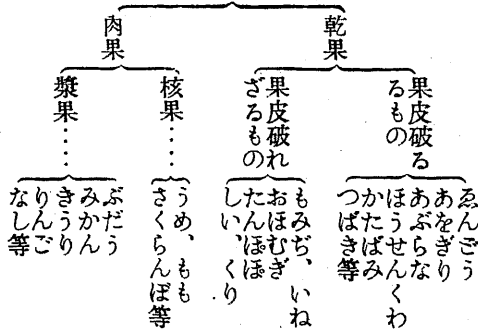 乾果
果皮破る
るもの
ゑんどう
あをぎり
あぶらな
ほうせんくわ
かたばみ
つばき等
果皮破れ
ざるもの
もみぢ、いね
おほむぎ
たんぽぽ
しい、くり
肉果
核果……
うめ、もも
さくらんぼ等
漿果……
ぶだう
みかん
きうり
りんご
なし等